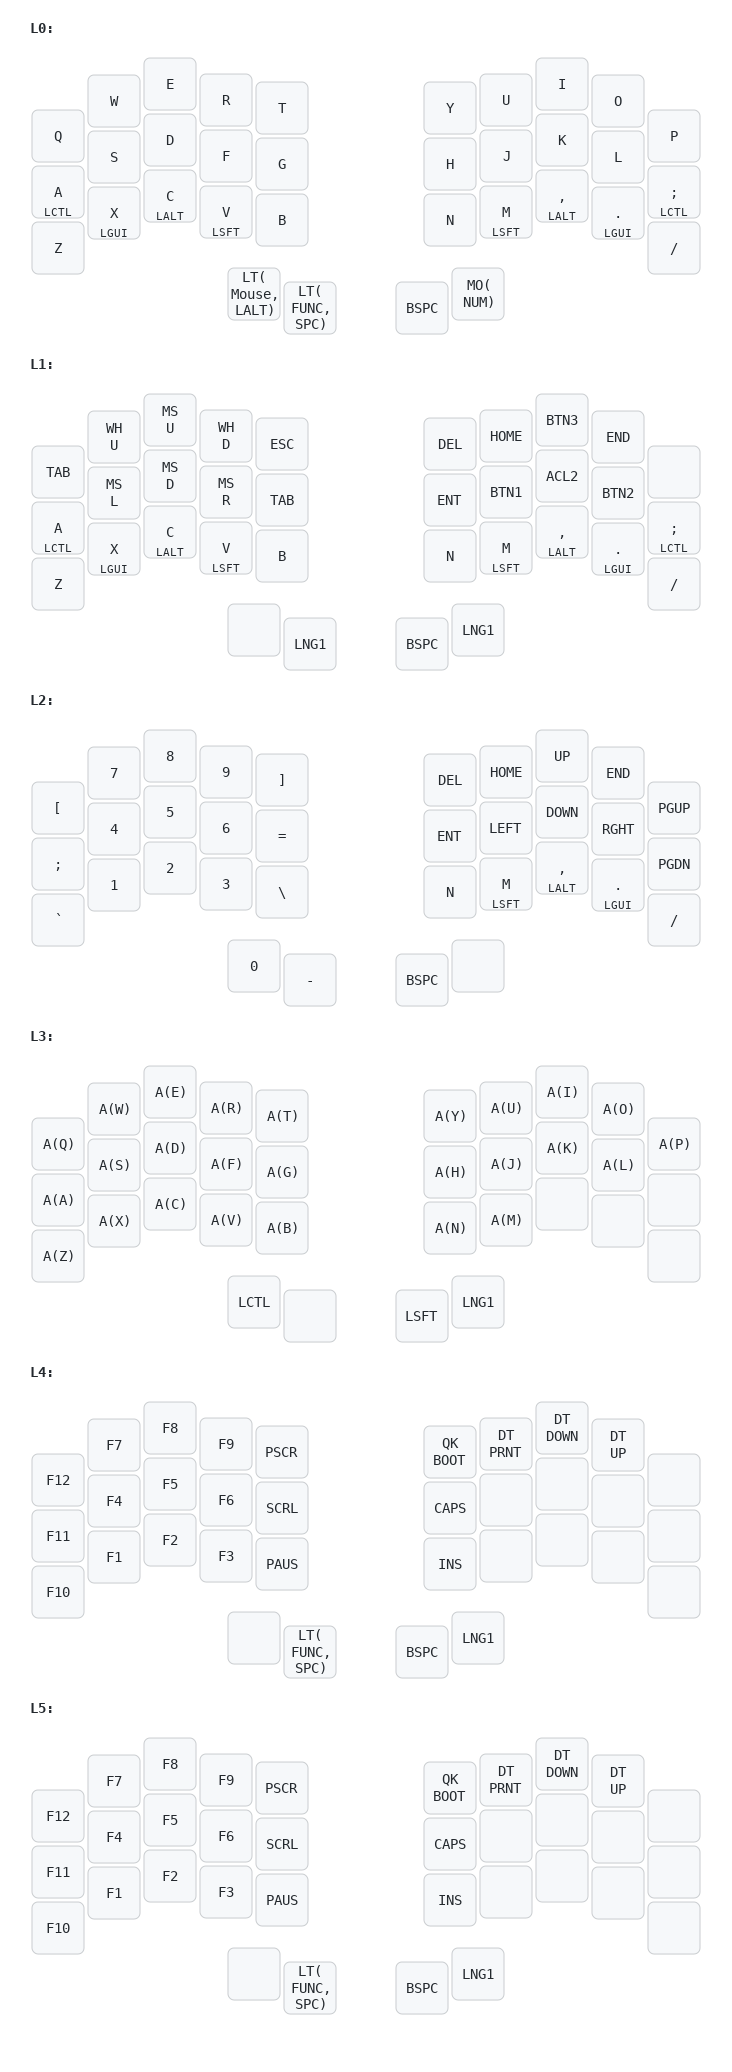 L0:
Q W E R T Y U I O P
A S D F G H J K L ;
LCTL LCTL
Z X C V B N M , . /
LGUI LALT LSFT LSFT LALT LGUI
LT( LT( BSPC MO(
Mouse, FUNC, NUM)
LALT) SPC)
L1:
TAB WH MS WH ESC DEL HOME BTN3 END
U U D
A MS MS MS TAB ENT BTN1 ACL2 BTN2 ;
LCTL L D R LCTL
Z X C V B N M , . /
LGUI LALT LSFT LSFT LALT LGUI
LNG1 BSPC LNG1
L2:
[ 7 8 9 ] DEL HOME UP END PGUP
; 4 5 6 = ENT LEFT DOWN RGHT PGDN
` 1 2 3 \ N M , . /
LSFT LALT LGUI
0 - BSPC
L3:
A(Q) A(W) A(E) A(R) A(T) A(Y) A(U) A(I) A(O) A(P)
A(A) A(S) A(D) A(F) A(G) A(H) A(J) A(K) A(L)
A(Z) A(X) A(C) A(V) A(B) A(N) A(M)
LCTL LSFT LNG1
L4:
F12 F7 F8 F9 PSCR QK DT DT DT
BOOT PRNT DOWN UP
F11 F4 F5 F6 SCRL CAPS
F10 F1 F2 F3 PAUS INS
LT( BSPC LNG1
FUNC,
SPC)
L5:
F12 F7 F8 F9 PSCR QK DT DT DT
BOOT PRNT DOWN UP
F11 F4 F5 F6 SCRL CAPS
F10 F1 F2 F3 PAUS INS
LT( BSPC LNG1
FUNC,
SPC)